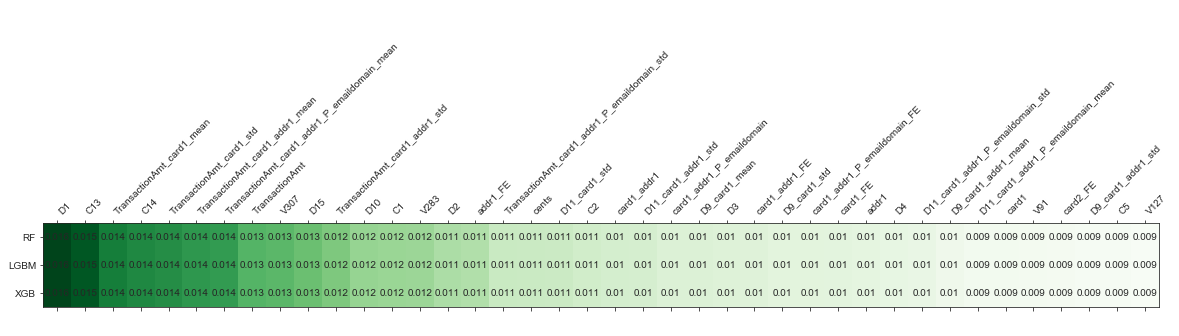 D1
C13
TransactionAmt_card1_mean
C14
TransactionAmt_card1_std
TransactionAmt_card1_addr1_mean
TransactionAmt_card1_addr1_P_emaildomain_mean
TransactionAmt
V307
D15
TransactionAmt_card1_addr1_std
D10
C1
V283
D2
addr1_FE
TransactionAmt_card1_addr1_P_emaildomain_std
cents
D11_card1_std
C2
card1_addr1
D11_card1_addr1_std
card1_addr1_P_emaildomain
D9_card1_mean
D3
card1_addr1_FE
D9_card1_std
card1_addr1_P_emaildomain_FE
card1_FE
addr1
D4
D11_card1_addr1_P_emaildomain_std
D9_card1_addr1_mean
D11_card1_addr1_P_emaildomain_mean
card1
V91
card2_FE
D9_card1_addr1_std
C5
V127
RF 0.015 0.014 0.014 0.014 0.014 0.014 0.013 0.013 0.013 0.012 0.012 0.012 0.012 0.011 0.011 0.011 0.011 0.011 0.011 0.01 0.01 0.01 0.01 0.01 0.01 0.01 0.01 0.01 0.01 0.01 0.01 0.01 0.009 0.009 0.009 0.009 0.009 0.009 0.009
LGBM 0.015 0.014 0.014 0.014 0.014 0.014 0.013 0.013 0.013 0.012 0.012 0.012 0.012 0.011 0.011 0.011 0.011 0.011 0.011 0.01 0.01 0.01 0.01 0.01 0.01 0.01 0.01 0.01 0.01 0.01 0.01 0.01 0.009 0.009 0.009 0.009 0.009 0.009 0.009
XGB 0.015 0.014 0.014 0.014 0.014 0.014 0.013 0.013 0.013 0.012 0.012 0.012 0.012 0.011 0.011 0.011 0.011 0.011 0.011 0.01 0.01 0.01 0.01 0.01 0.01 0.01 0.01 0.01 0.01 0.01 0.01 0.01 0.009 0.009 0.009 0.009 0.009 0.009 0.009